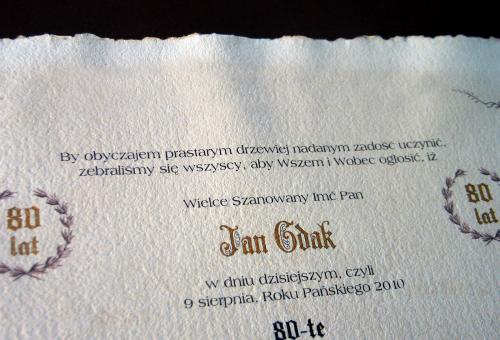 By obyczajem prastarym drzewiej nadanym zadość uczynić,
zebraliśmy się wszyscy, aby Wszem i Wobec ogłosić, iż
Wielce Szanowany Imć Pan
80
lat
80
lat
Jan Gdak
w dniu dzisiejszym, czyli
9 sierpnia, Roku Pańskiego 2010
80-te